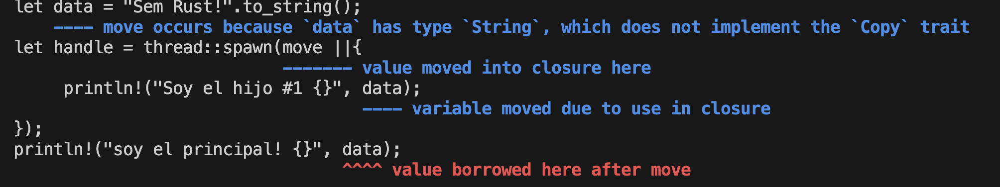 let data = "Sem Rust!".to_string();
---- move occurs because `data` has type `String`, which does not implement the `Copy` trait
let handle = thread::spawn(move ||{
------- value moved into closure here
println!("Soy el hijo #1 {}", data);
---- variable moved due to use in closure
});
println!("soy el principal! {}", data);
^^^^ value borrowed here after move